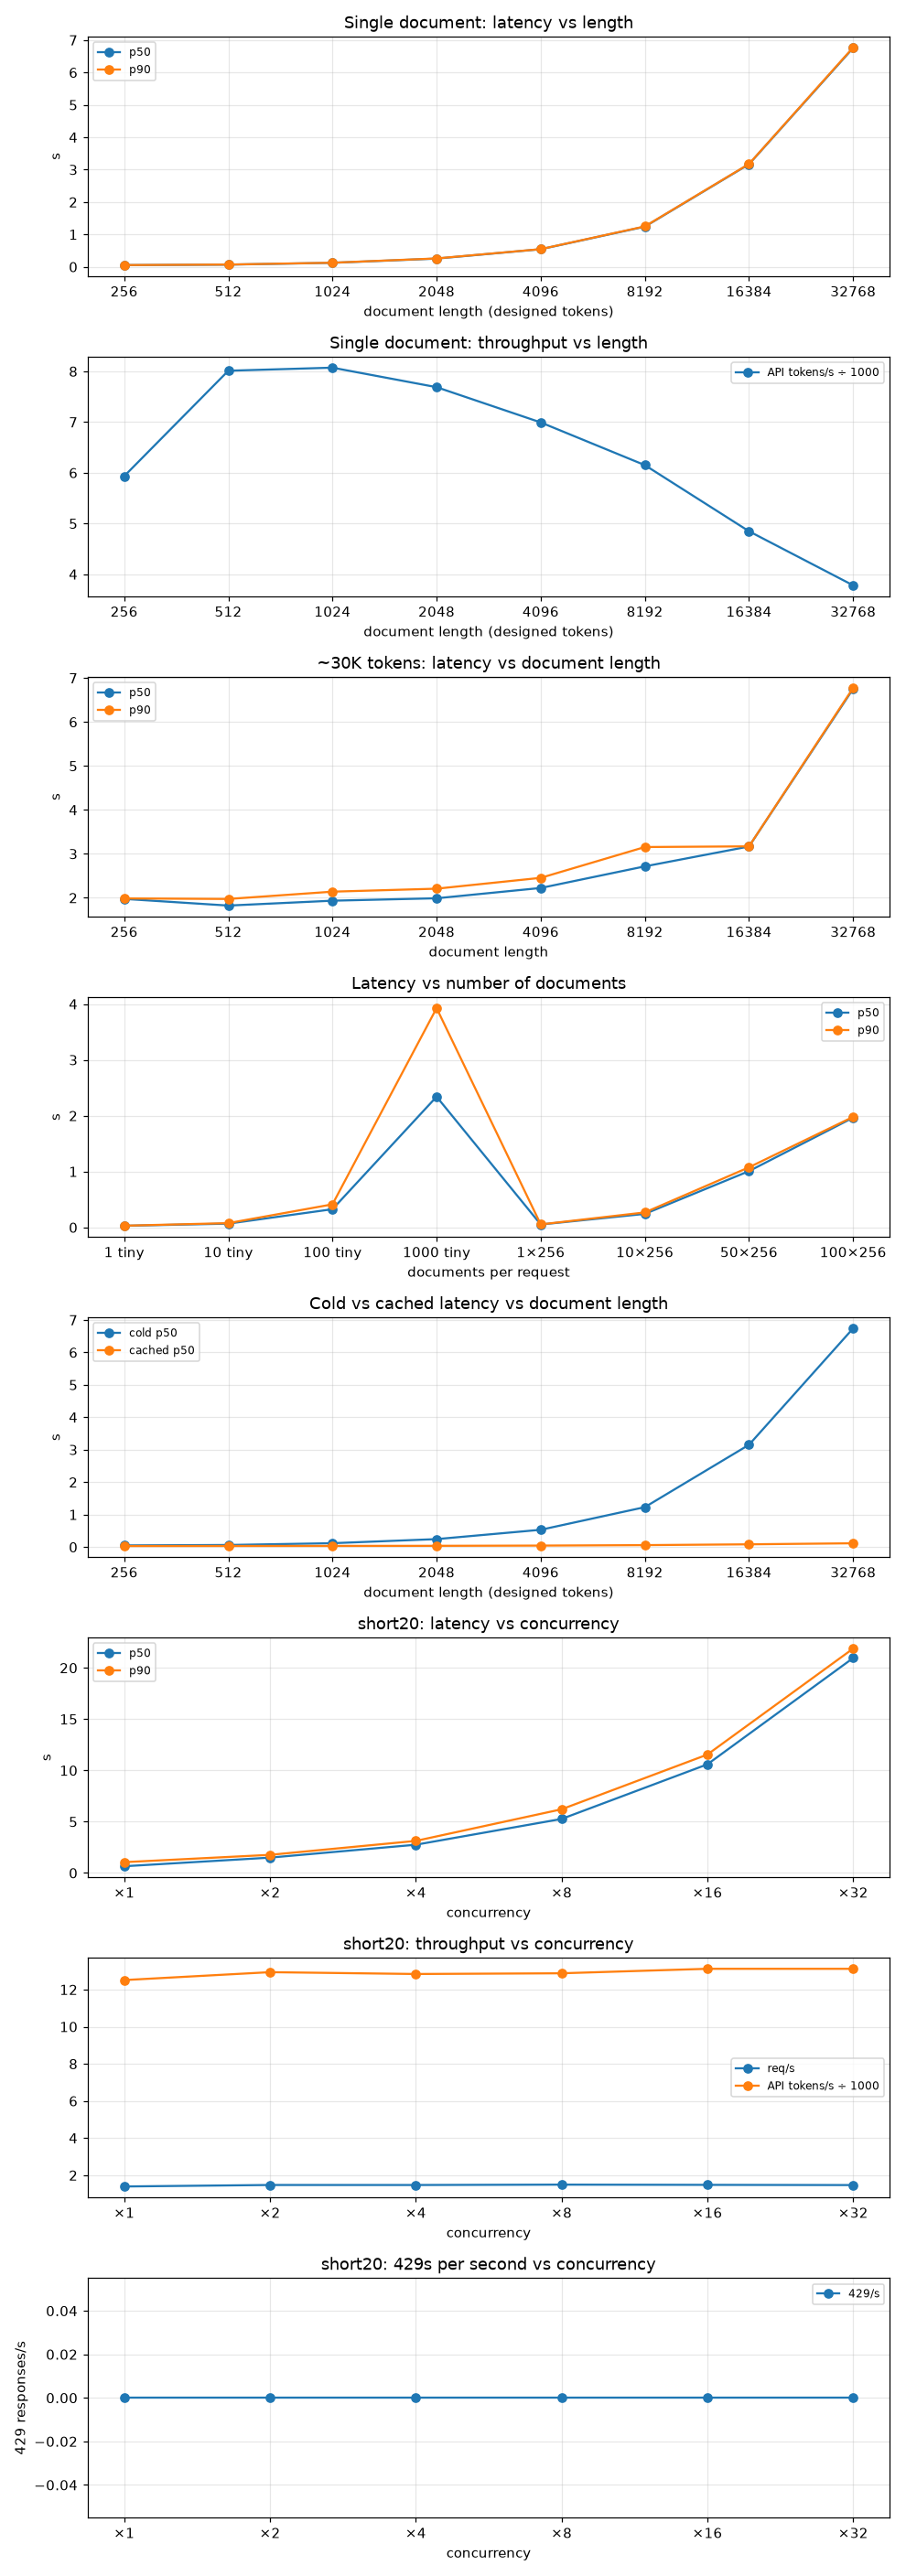 Single document: latency vs length
p50
p90
7
6
5
4
3
2
1
0
s
256 512 1024 2048 4096 8192 16384 32768
document length (designed tokens)
Single document: throughput vs length
API tokens/s ÷ 1000
8
7
6
5
4
256 512 1024 2048 4096 8192 16384 32768
document length (designed tokens)
~30K tokens: latency vs document length
p50
p90
7
6
5
4
3
2
s
256 512 1024 2048 4096 8192 16384 32768
document length
Latency vs number of documents
p50
p90
4
3
2
1
0
s
1 tiny 10 tiny 100 tiny 1000 tiny 1×256 10×256 50×256 100×256
documents per request
Cold vs cached latency vs document length
cold p50
cached p50
7
6
5
4
3
2
1
0
s
256 512 1024 2048 4096 8192 16384 32768
document length (designed tokens)
short20: latency vs concurrency
p50
p90
20
15
10
5
0
s
×1 ×2 ×4 ×8 ×16 ×32
concurrency
short20: throughput vs concurrency
12
10
8
6
4
2
req/s
API tokens/s ÷ 1000
×1 ×2 ×4 ×8 ×16 ×32
concurrency
short20: 429s per second vs concurrency
429/s
0.04
0.02
0.00
−0.02
−0.04
429 responses/s
×1 ×2 ×4 ×8 ×16 ×32
concurrency